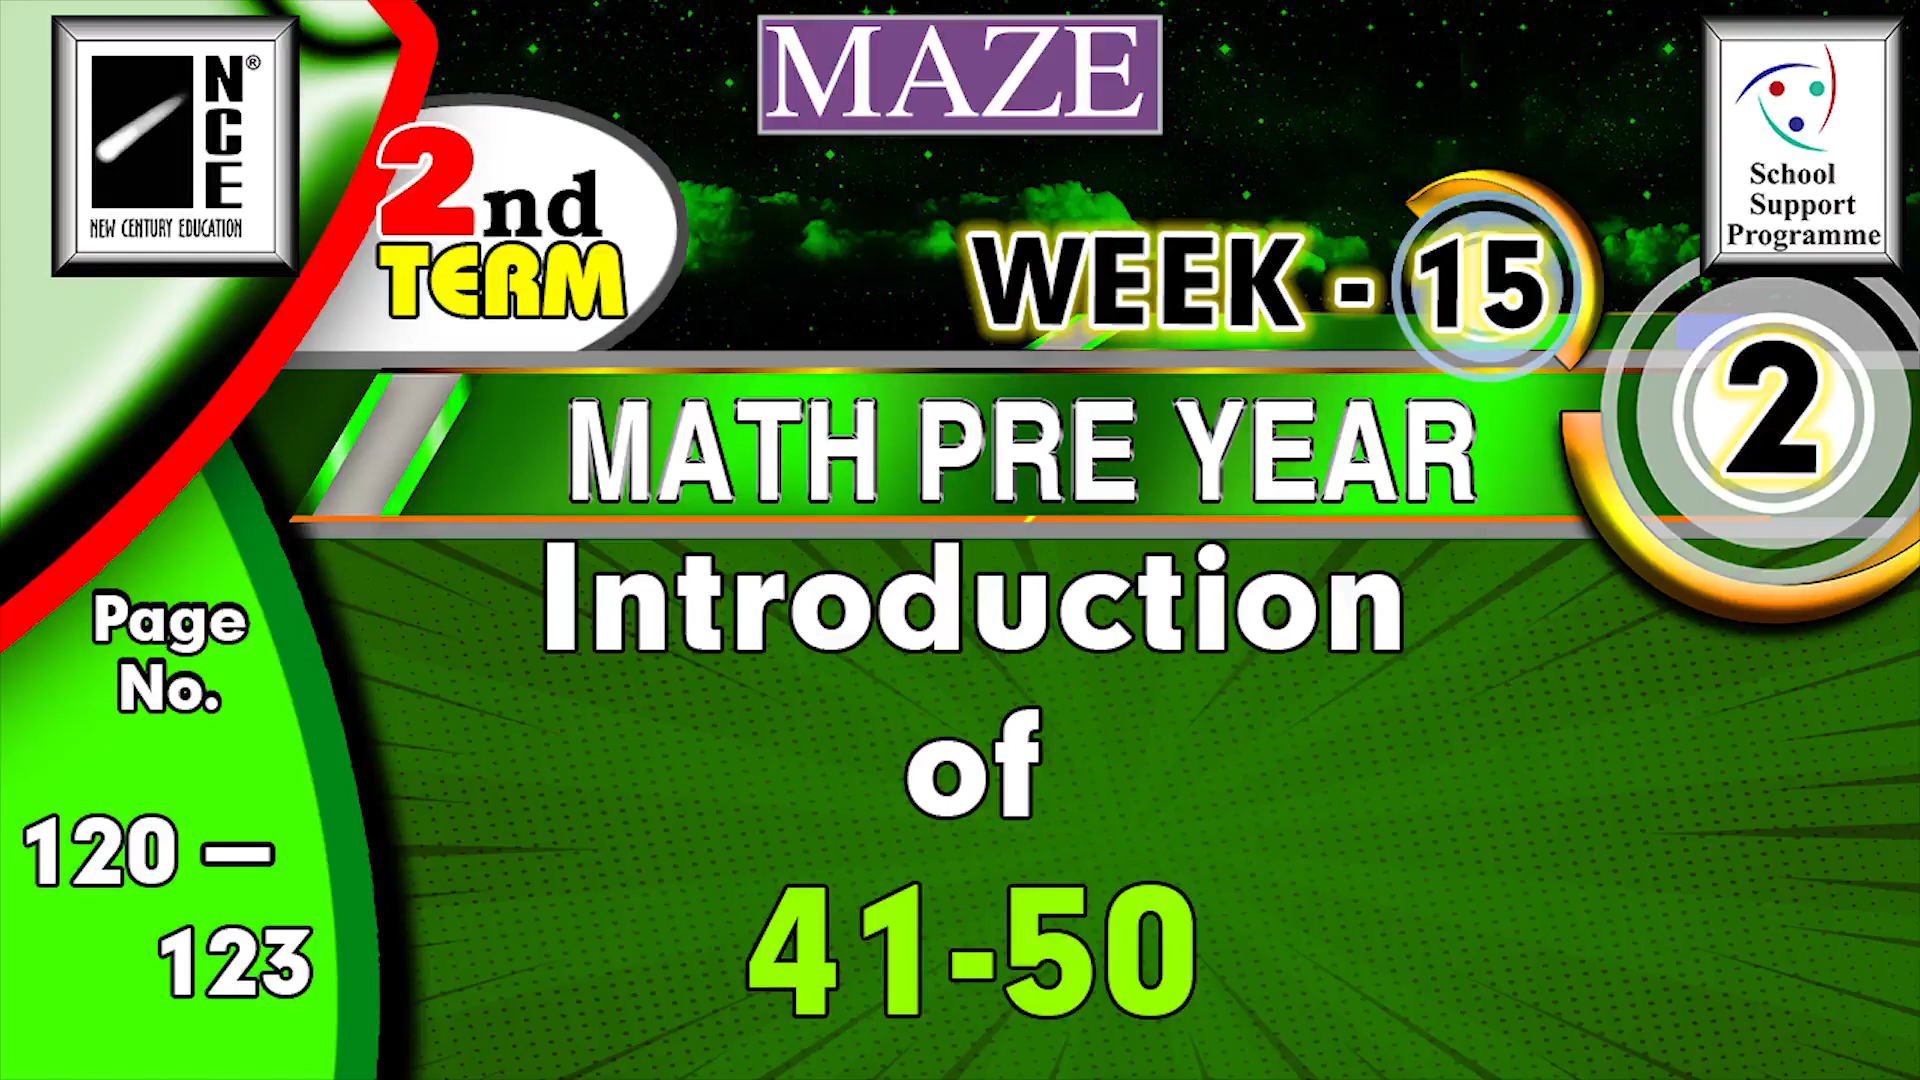 NCE®
NEW CENTURY EDUCATION
MAZE
School
Support
Programme
2nd
TERM
WEEK - 15
MATH PRE YEAR
2
Introduction
of
41-50
Page
No.
120 —
123